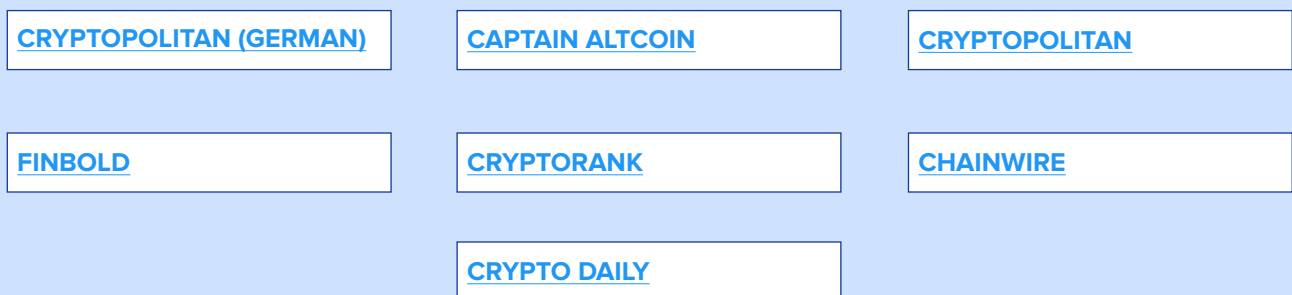 CRYPTOPOLITAN (GERMAN)
CAPTAIN ALTCOIN
CRYPTOPOLITAN
FINBOLD
CRYPTORANK
CHAINWIRE
CRYPTO DAILY